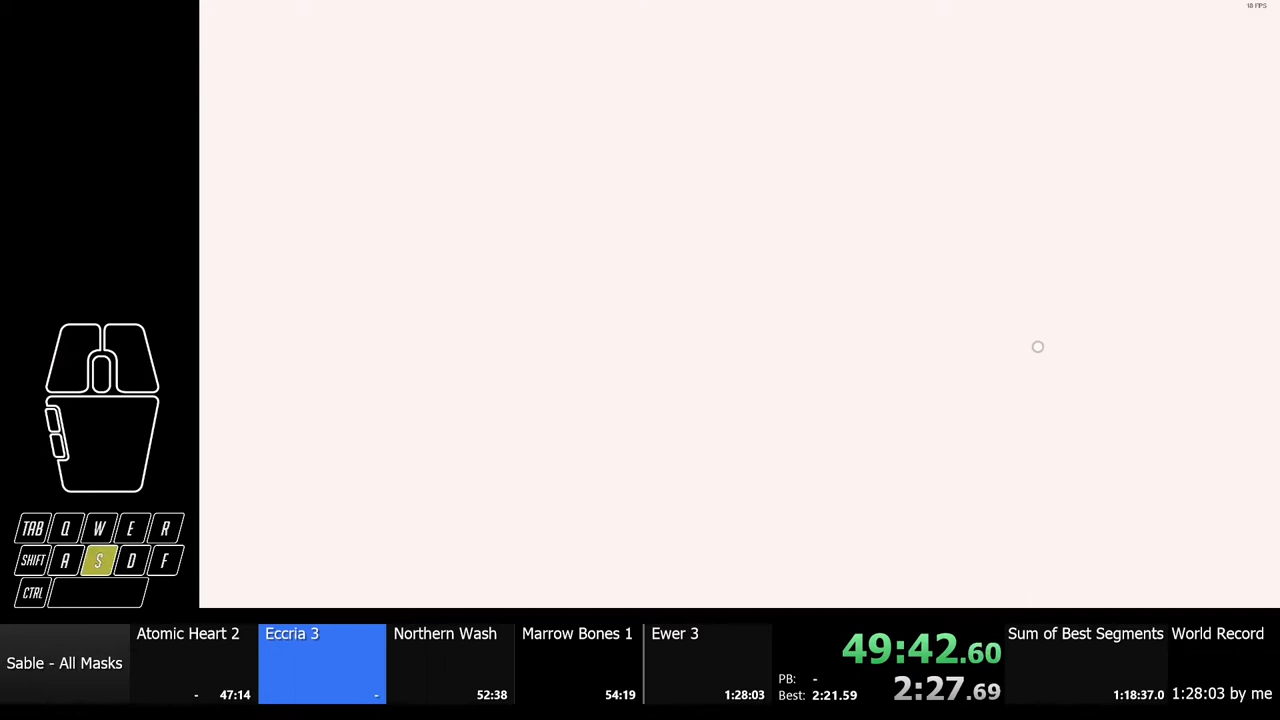 18 FPS
TAB Q W E R
SHIFT A S D F
CTRL
Sable - All Masks
Atomic Heart 2
- 47:14
Eccria 3
-
Northern Wash
52:38
Marrow Bones 1
54:19
Ewer 3
1:28:03
49:42.60
PB: -
Best: 2:21.59
2:27.69
Sum of Best Segments
1:18:37.0
World Record
1:28:03 by me